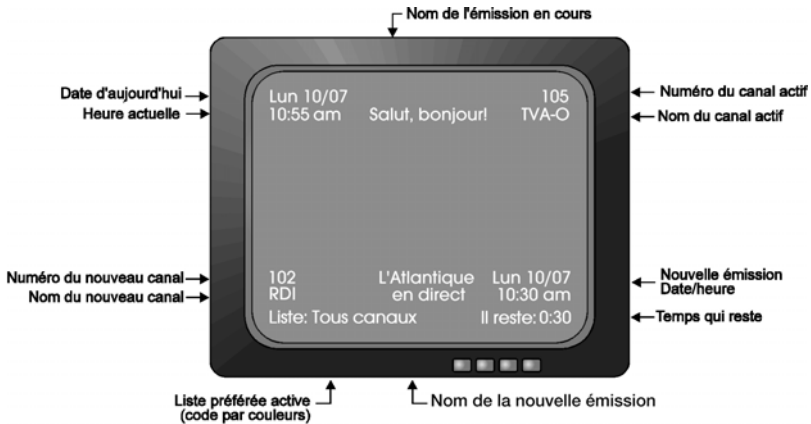 Nom de l'émission en cours
Date d'aujourd'hui
Heure actuelle
Lun 10/07
105
10:55 am
Salut, bonjour!
TVA-O
Numéro du canal actif
Nom du canal actif
Numéro du nouveau canal
Nom du nouveau canal
102
L'Atlantique
Lun 10/07
RDI
en direct
10:30 am
Liste: Tous canaux
Il reste: 0:30
Nouvelle émission
Date/heure
Temps qui reste
Liste préférée active
(code par couleurs)
Nom de la nouvelle émission